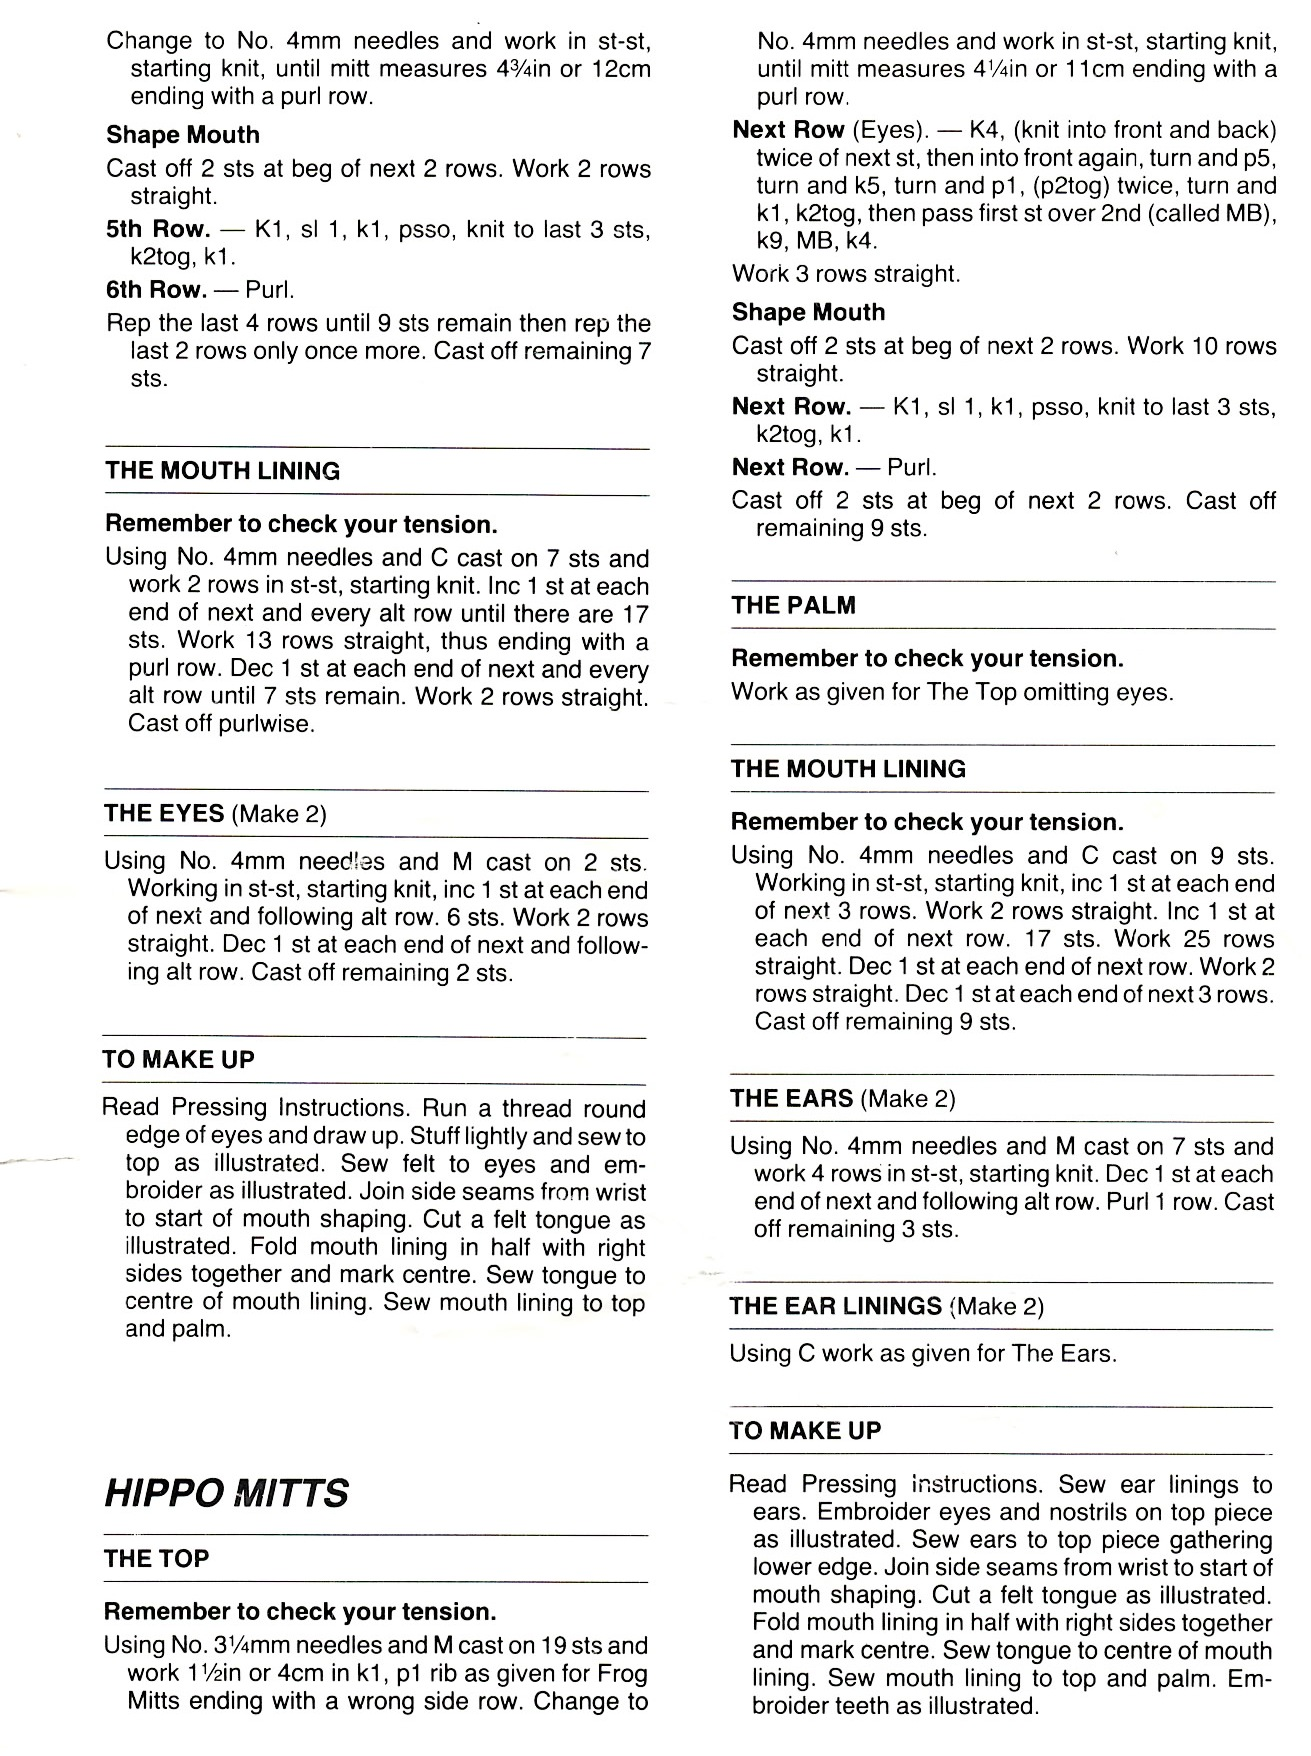 Change to No. 4mm needles and work in st-st,
starting knit, until mitt measures 4¾in or 12cm
ending with a purl row.
Shape Mouth
Cast off 2 sts at beg of next 2 rows. Work 2 rows
straight.
5th Row. — K1, sl 1, k1, psso, knit to last 3 sts,
k2tog, k1.
6th Row. — Purl.
Rep the last 4 rows until 9 sts remain then rep the
last 2 rows only once more. Cast off remaining 7
sts.
THE MOUTH LINING
Remember to check your tension.
Using No. 4mm needles and C cast on 7 sts and
work 2 rows in st-st, starting knit. Inc 1 st at each
end of next and every alt row until there are 17
sts. Work 13 rows straight, thus ending with a
purl row. Dec 1 st at each end of next and every
alt row until 7 sts remain. Work 2 rows straight.
Cast off purlwise.
THE EYES (Make 2)
Using No. 4mm needles and M cast on 2 sts.
Working in st-st, starting knit, inc 1 st at each end
of next and following alt row. 6 sts. Work 2 rows
straight. Dec 1 st at each end of next and follow-
ing alt row. Cast off remaining 2 sts.
TO MAKE UP
Read Pressing Instructions. Run a thread round
edge of eyes and draw up. Stuff lightly and sew to
top as illustrated. Sew felt to eyes and em-
broider as illustrated. Join side seams from wrist
to start of mouth shaping. Cut a felt tongue as
illustrated. Fold mouth lining in half with right
sides together and mark centre. Sew tongue to
centre of mouth lining. Sew mouth lining to top
and palm.
HIPPO MITTS
THE TOP
Remember to check your tension.
Using No. 3¼mm needles and M cast on 19 sts and
work 1½in or 4cm in k1, p1 rib as given for Frog
Mitts ending with a wrong side row. Change to
No. 4mm needles and work in st-st, starting knit,
until mitt measures 4¼in or 11cm ending with a
purl row.
Next Row (Eyes). — K4, (knit into front and back)
twice of next st, then into front again, turn and p5,
turn and k5, turn and p1, (p2tog) twice, turn and
k1, k2tog, then pass first st over 2nd (called MB),
k9, MB, k4.
Work 3 rows straight.
Shape Mouth
Cast off 2 sts at beg of next 2 rows. Work 10 rows
straight.
Next Row. — K1, sl 1, k1, psso, knit to last 3 sts,
k2tog, k1.
Next Row. — Purl.
Cast off 2 sts at beg of next 2 rows. Cast off
remaining 9 sts.
THE PALM
Remember to check your tension.
Work as given for The Top omitting eyes.
THE MOUTH LINING
Remember to check your tension.
Using No. 4mm needles and C cast on 9 sts.
Working in st-st, starting knit, inc 1 st at each end
of next 3 rows. Work 2 rows straight. Inc 1 st at
each end of next row. 17 sts. Work 25 rows
straight. Dec 1 st at each end of next row. Work 2
rows straight. Dec 1 st at each end of next 3 rows.
Cast off remaining 9 sts.
THE EARS (Make 2)
Using No. 4mm needles and M cast on 7 sts and
work 4 rows in st-st, starting knit. Dec 1 st at each
end of next and following alt row. Purl 1 row. Cast
off remaining 3 sts.
THE EAR LININGS (Make 2)
Using C work as given for The Ears.
TO MAKE UP
Read Pressing instructions. Sew ear linings to
ears. Embroider eyes and nostrils on top piece
as illustrated. Sew ears to top piece gathering
lower edge. Join side seams from wrist to start of
mouth shaping. Cut a felt tongue as illustrated.
Fold mouth lining in half with right sides together
and mark centre. Sew tongue to centre of mouth
lining. Sew mouth lining to top and palm. Em-
broider teeth as illustrated.